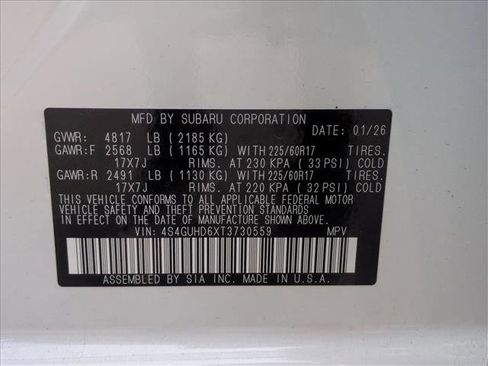 MFD BY SUBARU CORPORATION
GVWR: 4817 LB (2185 KG) DATE: 01/26
GAWR:F 2568 LB (1165 KG) WITH 225/60R17 TIRES.
17X7J RIMS. AT 230 KPA (33 PSI) COLD
GAWR:R 2491 LB (1130 KG) WITH 225/60R17 TIRES.
17X7J RIMS. AT 220 KPA (32 PSI) COLD
THIS VEHICLE CONFORMS TO ALL APPLICABLE FEDERAL MOTOR
VEHICLE SAFETY, BUMPER, AND THEFT PREVENTION STANDARDS
IN EFFECT ON THE DATE OF MANUFACTURE SHOWN ABOVE.
VIN: 4S4GUHD6XT3730559 MPV
ASSEMBLED BY SIA INC. MADE IN U.S.A.